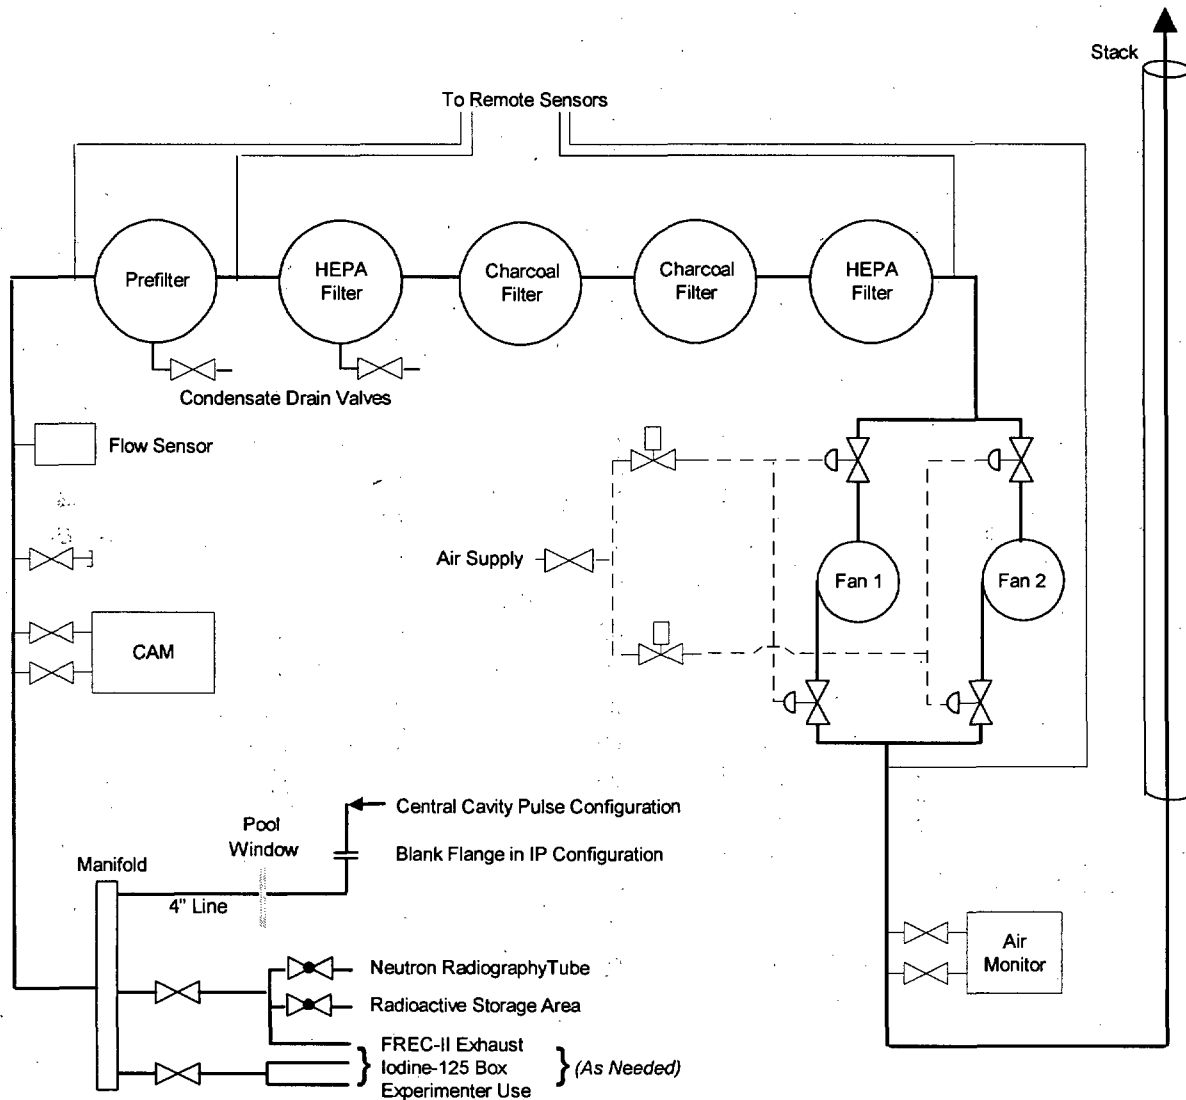 Stack
To Remote Sensors
Prefilter
HEPA
Filter
Charcoal
Filter
Charcoal
Filter
HEPA
Filter
Condensate Drain Valves
Flow Sensor
Air Supply
Fan 1
Fan 2
CAM
Central Cavity Pulse Configuration
Pool
Window
Blank Flange in IP Configuration
Manifold
4" Line
Air
Monitor
Neutron RadiographyTube
Radioactive Storage Area
FREC-II Exhaust
Iodine-125 Box
(As Needed)
Experimenter Use